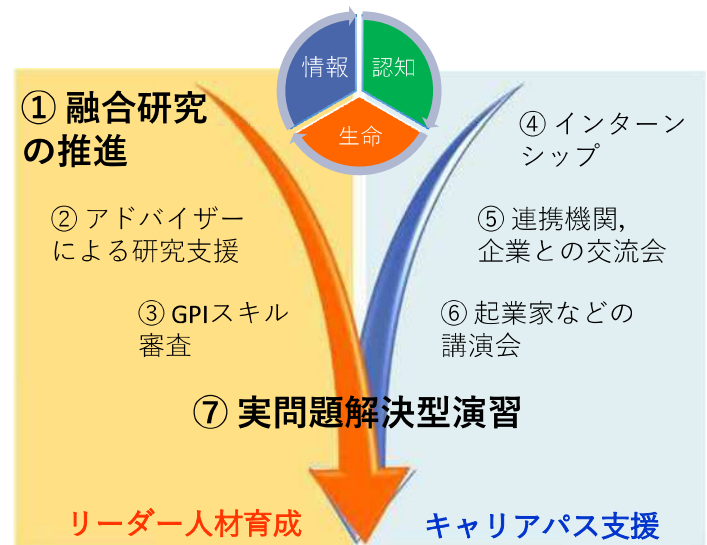 情報
認知
生命
① 融合研究
の推進
② アドバイザー
による研究支援
③ GPIスキル
審査
④ インターン
シップ
⑤ 連携機関,
企業との交流会
⑥ 起業家などの
講演会
⑦ 実問題解決型演習
リーダー人材育成
キャリアパス支援